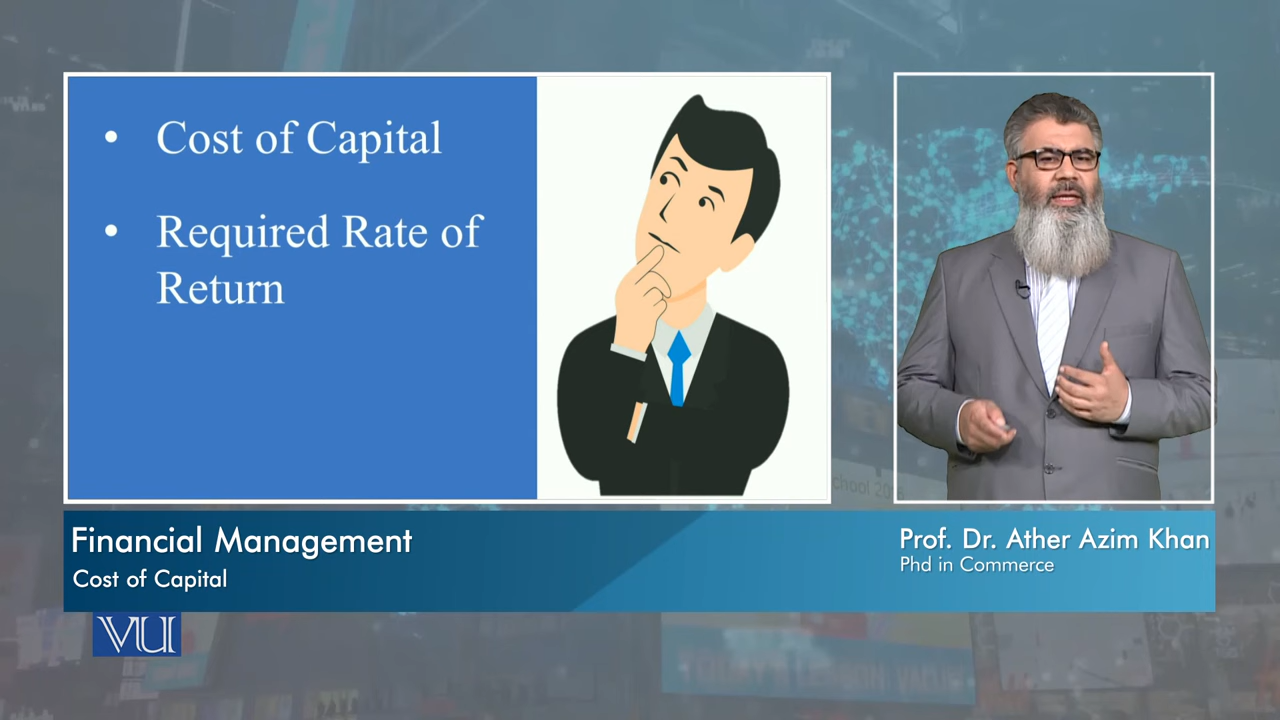 • Cost of Capital
• Required Rate of
Return
Financial Management
Cost of Capital
Prof. Dr. Ather Azim Khan
Phd in Commerce
VU